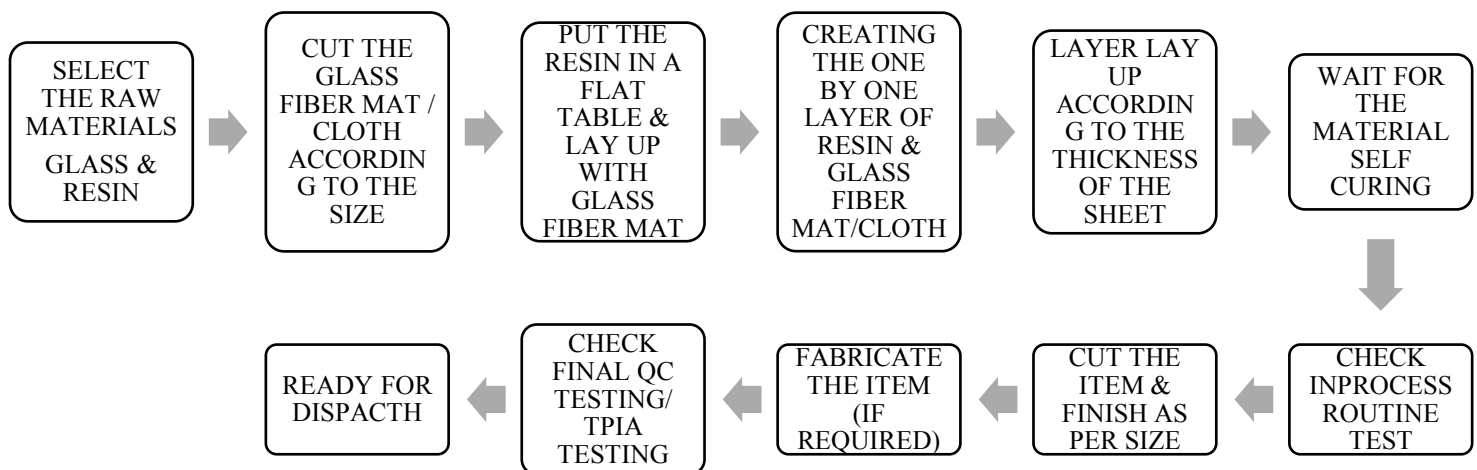 SELECT
THE RAW
MATERIALS
GLASS &
RESIN
CUT THE
GLASS
FIBER MAT /
CLOTH
ACCORDIN
G TO THE
SIZE
PUT THE
RESIN IN A
FLAT
TABLE &
LAY UP
WITH
GLASS
FIBER MAT
CREATING
THE ONE
BY ONE
LAYER OF
RESIN &
GLASS
FIBER
MAT/CLOTH
LAYER LAY
UP
ACCORDIN
G TO THE
THICKNESS
OF THE
SHEET
WAIT FOR
THE
MATERIAL
SELF
CURING
CHECK
INPROCESS
ROUTINE
TEST
CUT THE
ITEM &
FINISH AS
PER SIZE
FABRICATE
THE ITEM
(IF
REQUIRED)
CHECK
FINAL QC
TESTING/
TPIA
TESTING
READY FOR
DISPACTH